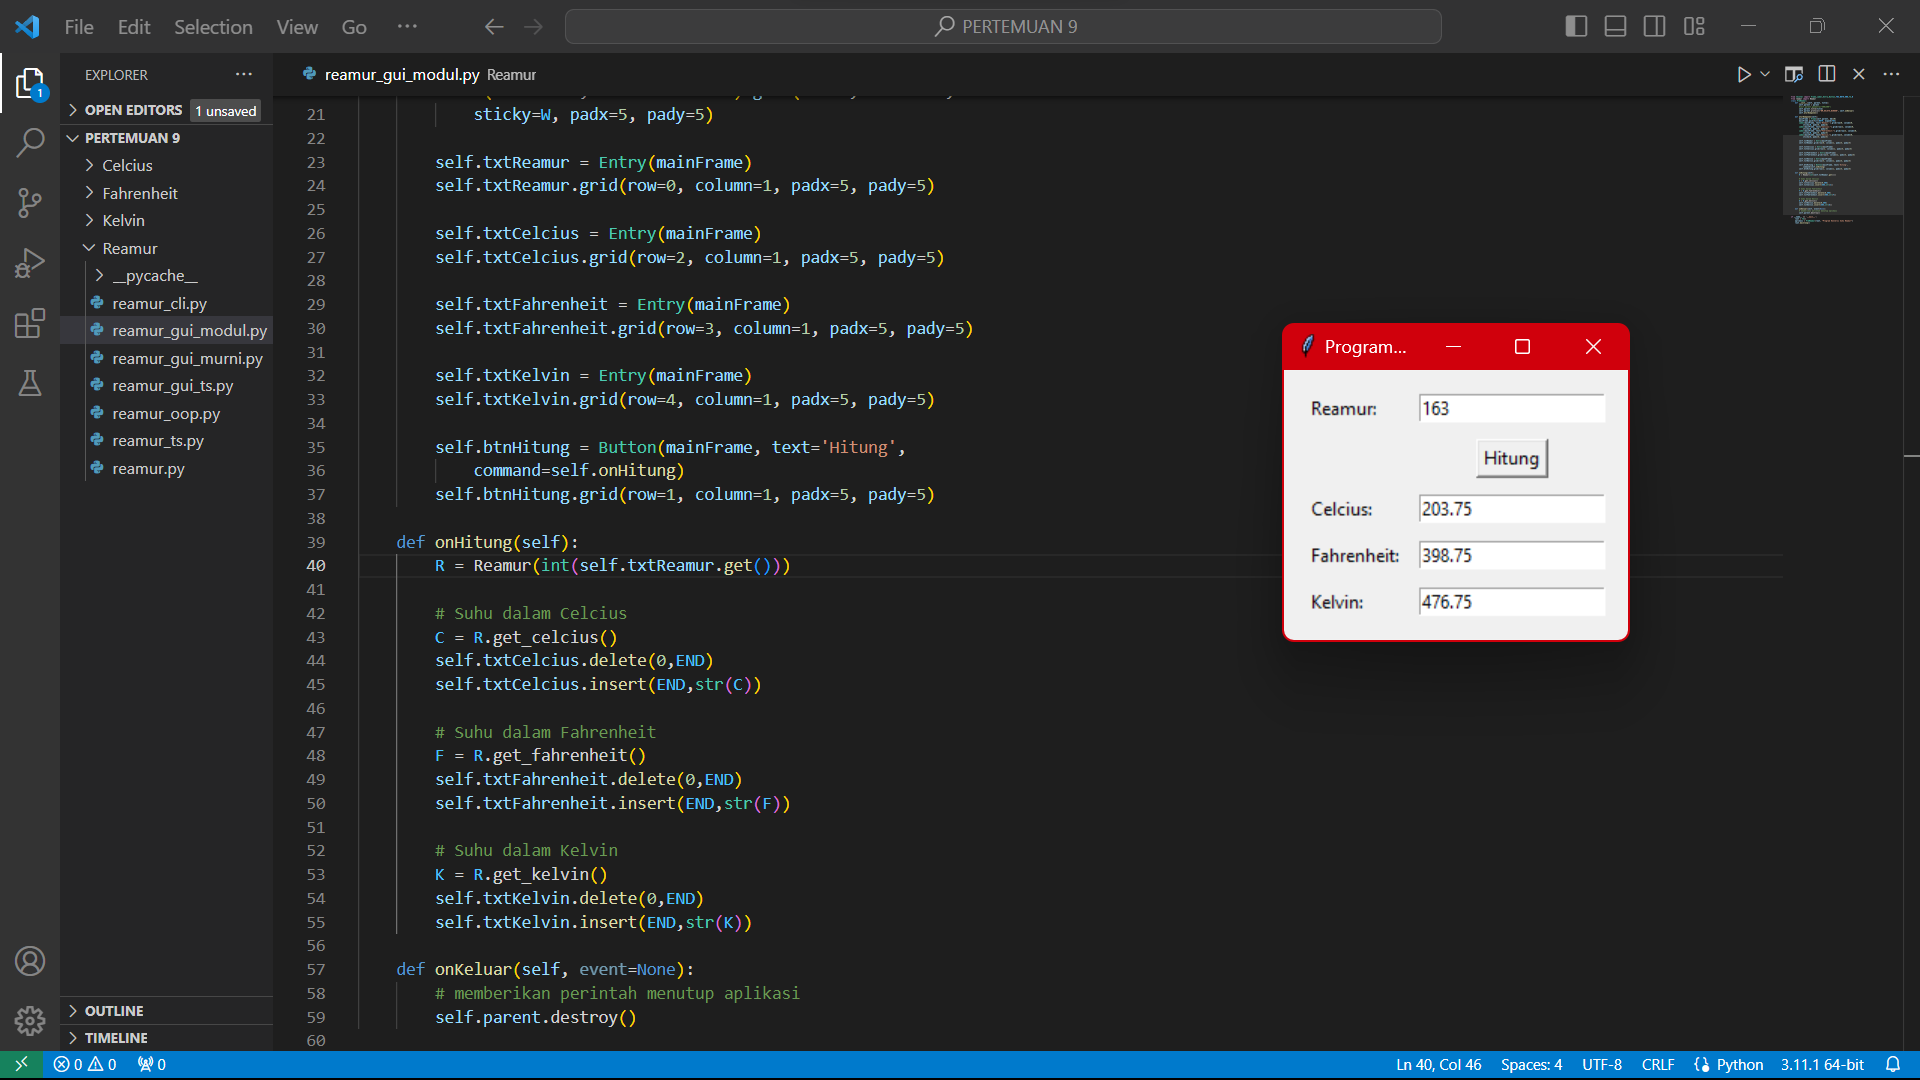 File Edit Selection View Go ··· PERTEMUAN 9
EXPLORER ···
OPEN EDITORS 1 unsaved
PERTEMUAN 9
Celcius
Fahrenheit
Kelvin
Reamur
__pycache__
reamur_cli.py
reamur_gui_modul.py
reamur_gui_murni.py
reamur_gui_ts.py
reamur_oop.py
reamur_ts.py
reamur.py
OUTLINE
TIMELINE
1
reamur_gui_modul.py Reamur
21 sticky=W, padx=5, pady=5)
22
23 self.txtReamur = Entry(mainFrame)
24 self.txtReamur.grid(row=0, column=1, padx=5, pady=5)
25
26 self.txtCelcius = Entry(mainFrame)
27 self.txtCelcius.grid(row=2, column=1, padx=5, pady=5)
28
29 self.txtFahrenheit = Entry(mainFrame)
30 self.txtFahrenheit.grid(row=3, column=1, padx=5, pady=5)
31
32 self.txtKelvin = Entry(mainFrame)
33 self.txtKelvin.grid(row=4, column=1, padx=5, pady=5)
34
35 self.btnHitung = Button(mainFrame, text='Hitung',
36 command=self.onHitung)
37 self.btnHitung.grid(row=1, column=1, padx=5, pady=5)
38
39 def onHitung(self):
40 R = Reamur(int(self.txtReamur.get()))
41
42 # Suhu dalam Celcius
43 C = R.get_celcius()
44 self.txtCelcius.delete(0,END)
45 self.txtCelcius.insert(END,str(C))
46
47 # Suhu dalam Fahrenheit
48 F = R.get_fahrenheit()
49 self.txtFahrenheit.delete(0,END)
50 self.txtFahrenheit.insert(END,str(F))
51
52 # Suhu dalam Kelvin
53 K = R.get_kelvin()
54 self.txtKelvin.delete(0,END)
55 self.txtKelvin.insert(END,str(K))
56
57 def onKeluar(self, event=None):
58 # memberikan perintah menutup aplikasi
59 self.parent.destroy()
60
Program...
Reamur: 163
Hitung
Celcius: 203.75
Fahrenheit: 398.75
Kelvin: 476.75
0 0 0 Ln 40, Col 46 Spaces: 4 UTF-8 CRLF Python 3.11.1 64-bit